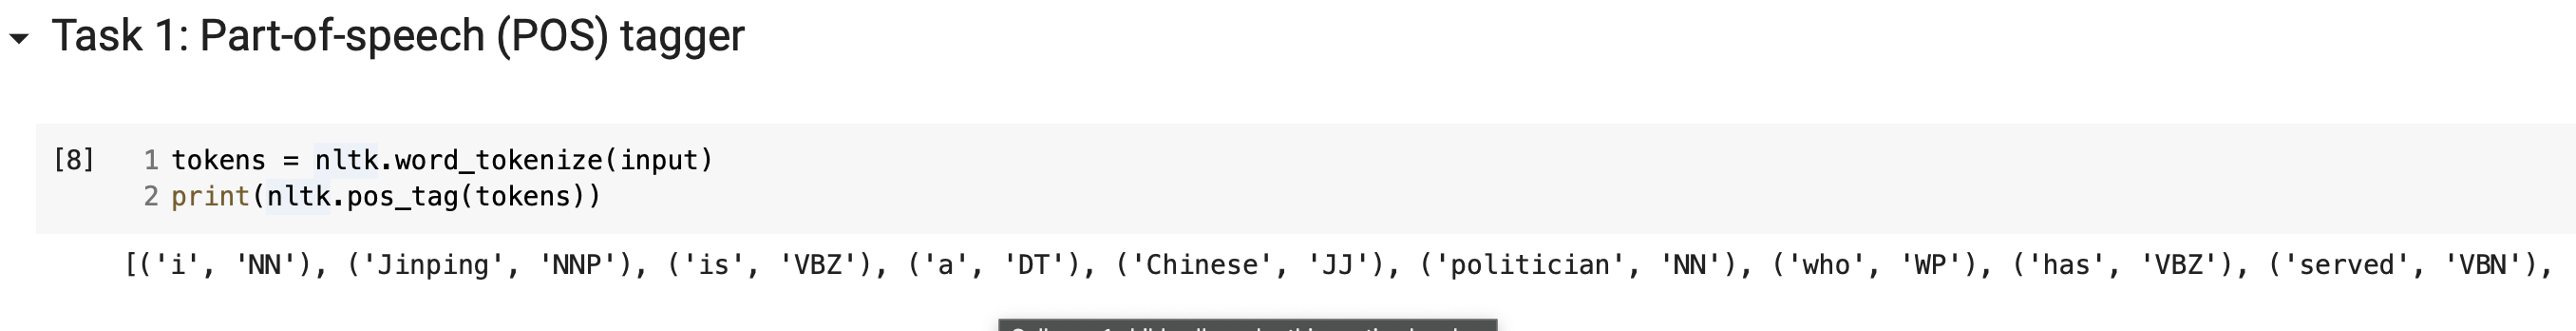 Task 1: Part-of-speech (POS) tagger
[8] 1 tokens = nltk.word_tokenize(input)
2 print(nltk.pos_tag(tokens))
[('i', 'NN'), ('Jinping', 'NNP'), ('is', 'VBZ'), ('a', 'DT'), ('Chinese', 'JJ'), ('politician', 'NN'), ('who', 'WP'), ('has', 'VBZ'), ('served', 'VBN'),